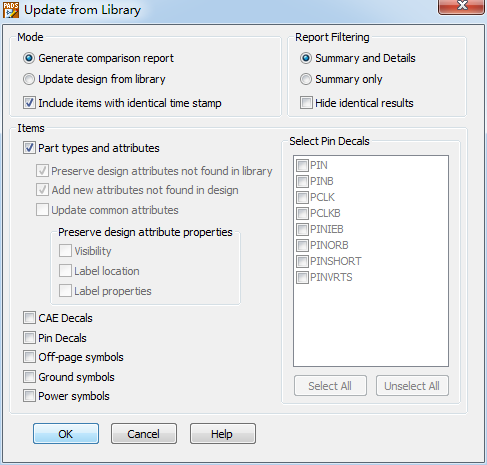 PADS
Update from Library
Mode
Generate comparison report
Update design from library
Include items with identical time stamp
Report Filtering
Summary and Details
Summary only
Hide identical results
Items
Part types and attributes
Preserve design attributes not found in library
Add new attributes not found in design
Update common attributes
Preserve design attribute properties
Visibility
Label location
Label properties
CAE Decals
Pin Decals
Off-page symbols
Ground symbols
Power symbols
Select Pin Decals
PIN
PINB
PCLK
PCLKB
PINIEB
PINORB
PINSHORT
PINVRTS
Select All
Unselect All
OK
Cancel
Help